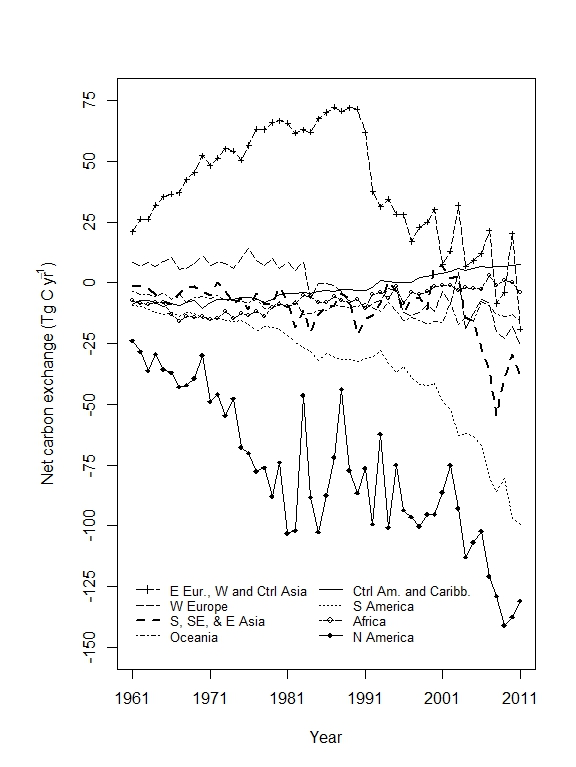 Net carbon exchange (Tg C yr⁻¹)
75
50
25
0
-25
-50
-75
-100
-125
-150
E Eur., W and Ctrl Asia
W Europe
S, SE, & E Asia
Oceania
Ctrl Am. and Caribb.
S America
Africa
N America
1961 1971 1981 1991 2001 2011
Year